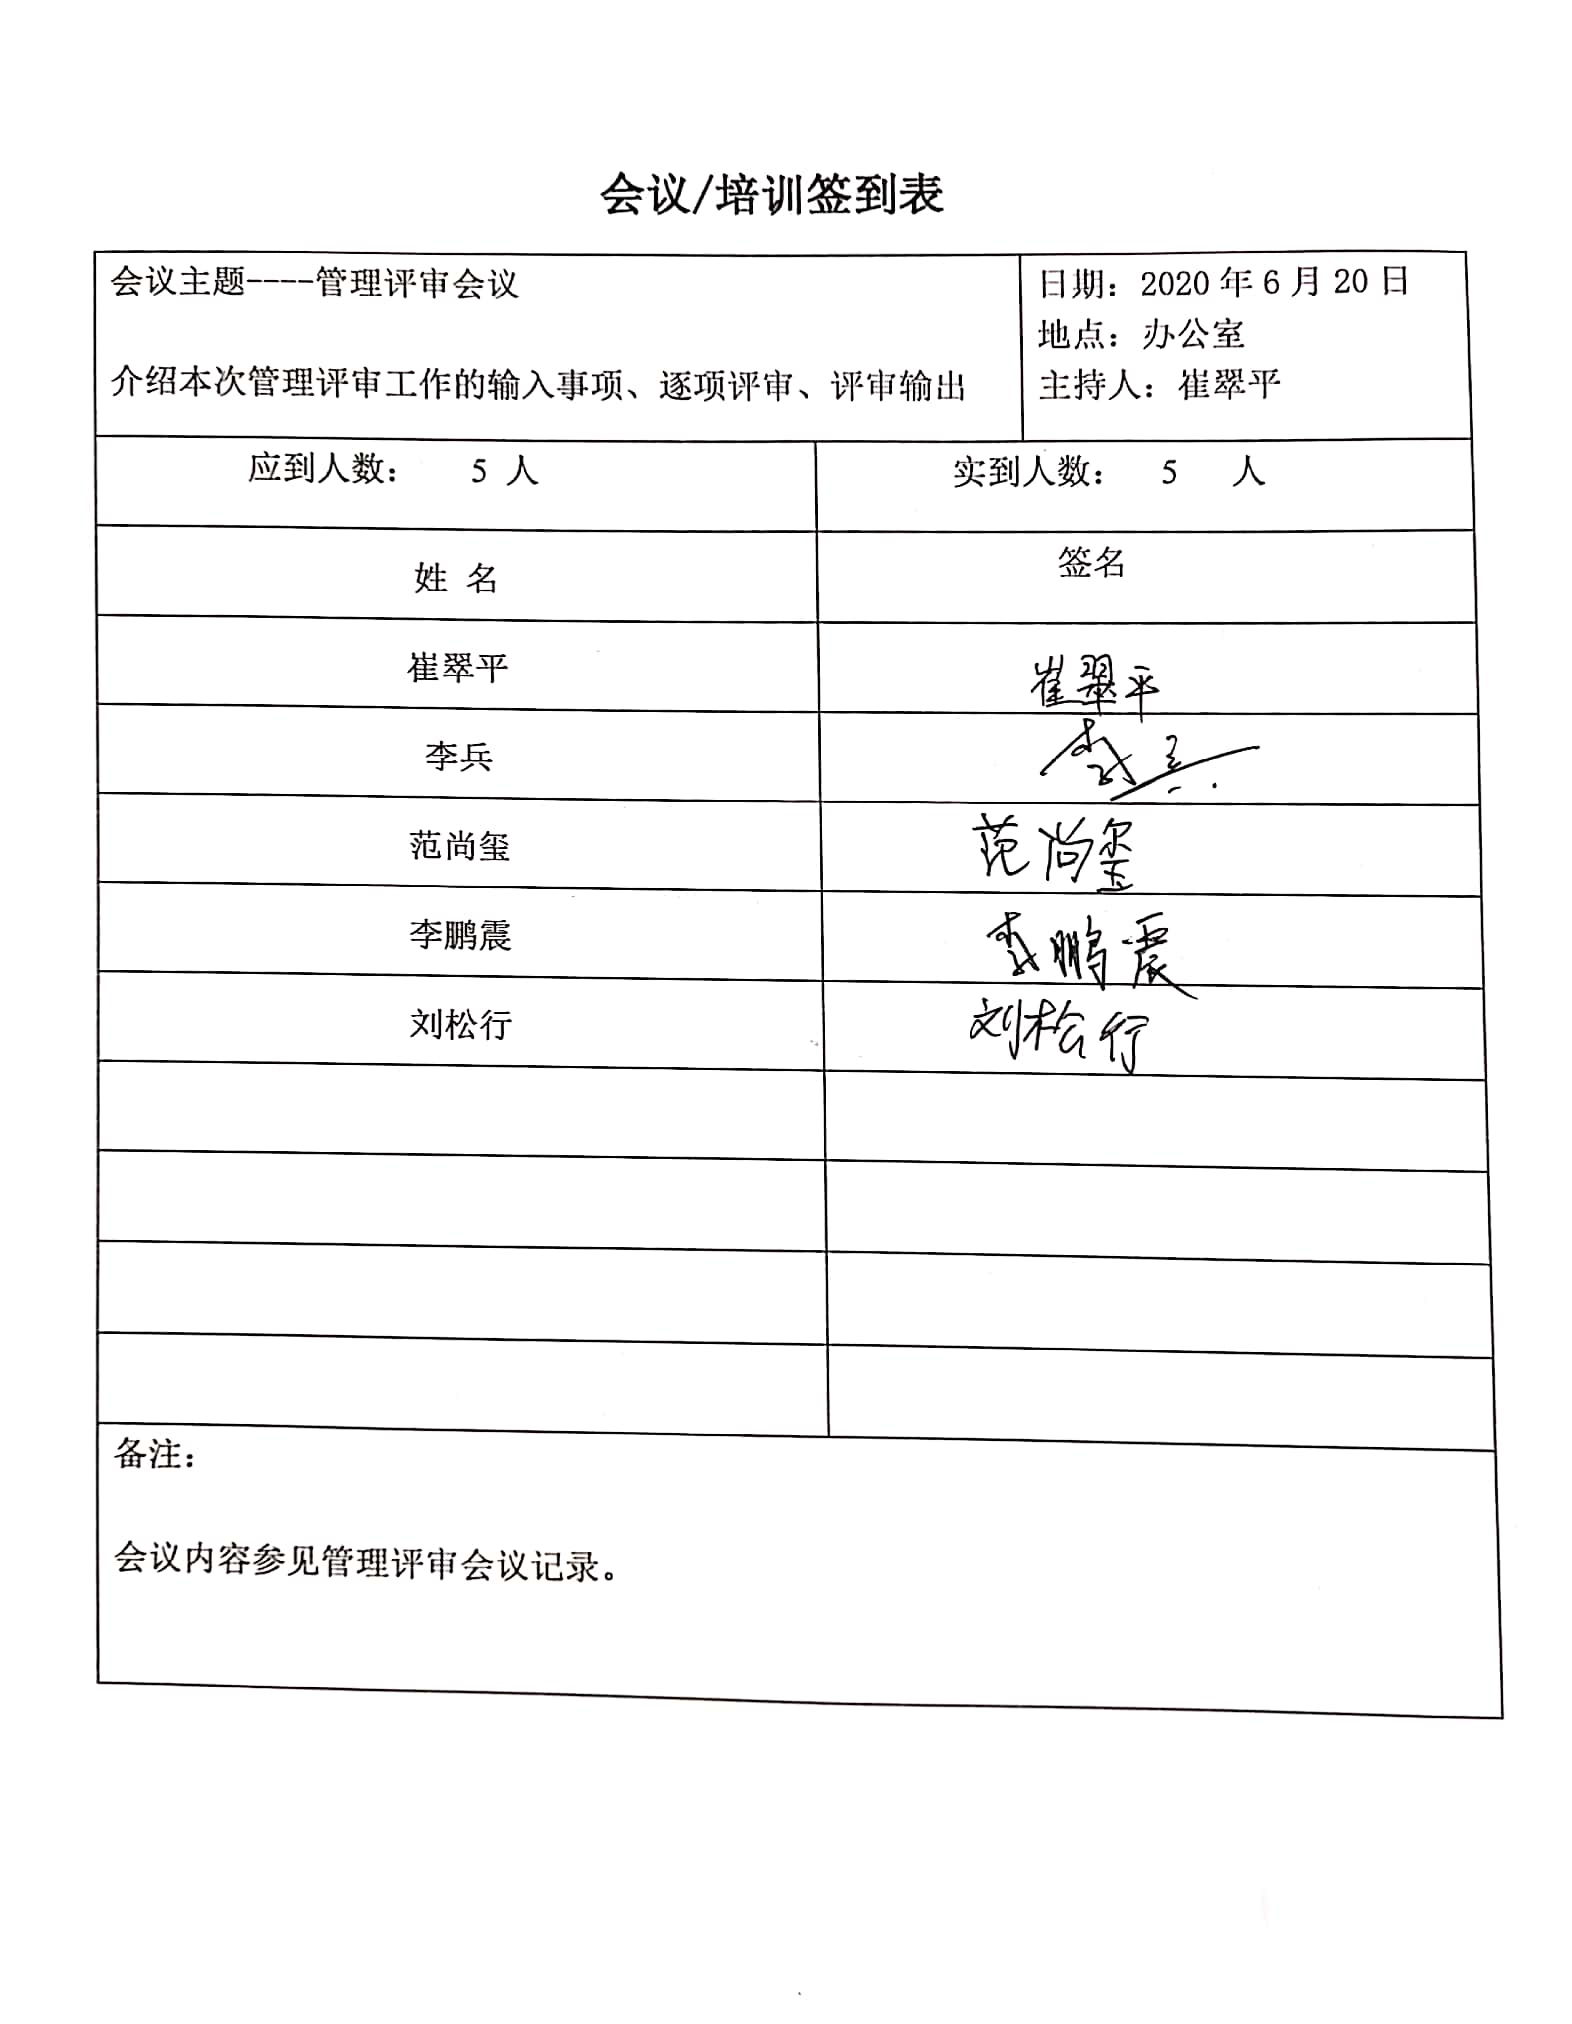 会议/培训签到表
会议主题----管理评审会议
介绍本次管理评审工作的输入事项、逐项评审、评审输出
日期：2020 年 6 月 20 日
地点：办公室
主持人：崔翠平
应到人数： 5 人
实到人数： 5 人
姓 名
签名
崔翠平
崔翠平
李兵
李兵
范尚玺
范尚玺
李鹏震
李鹏震
刘松行
刘松行
备注：
会议内容参见管理评审会议记录。